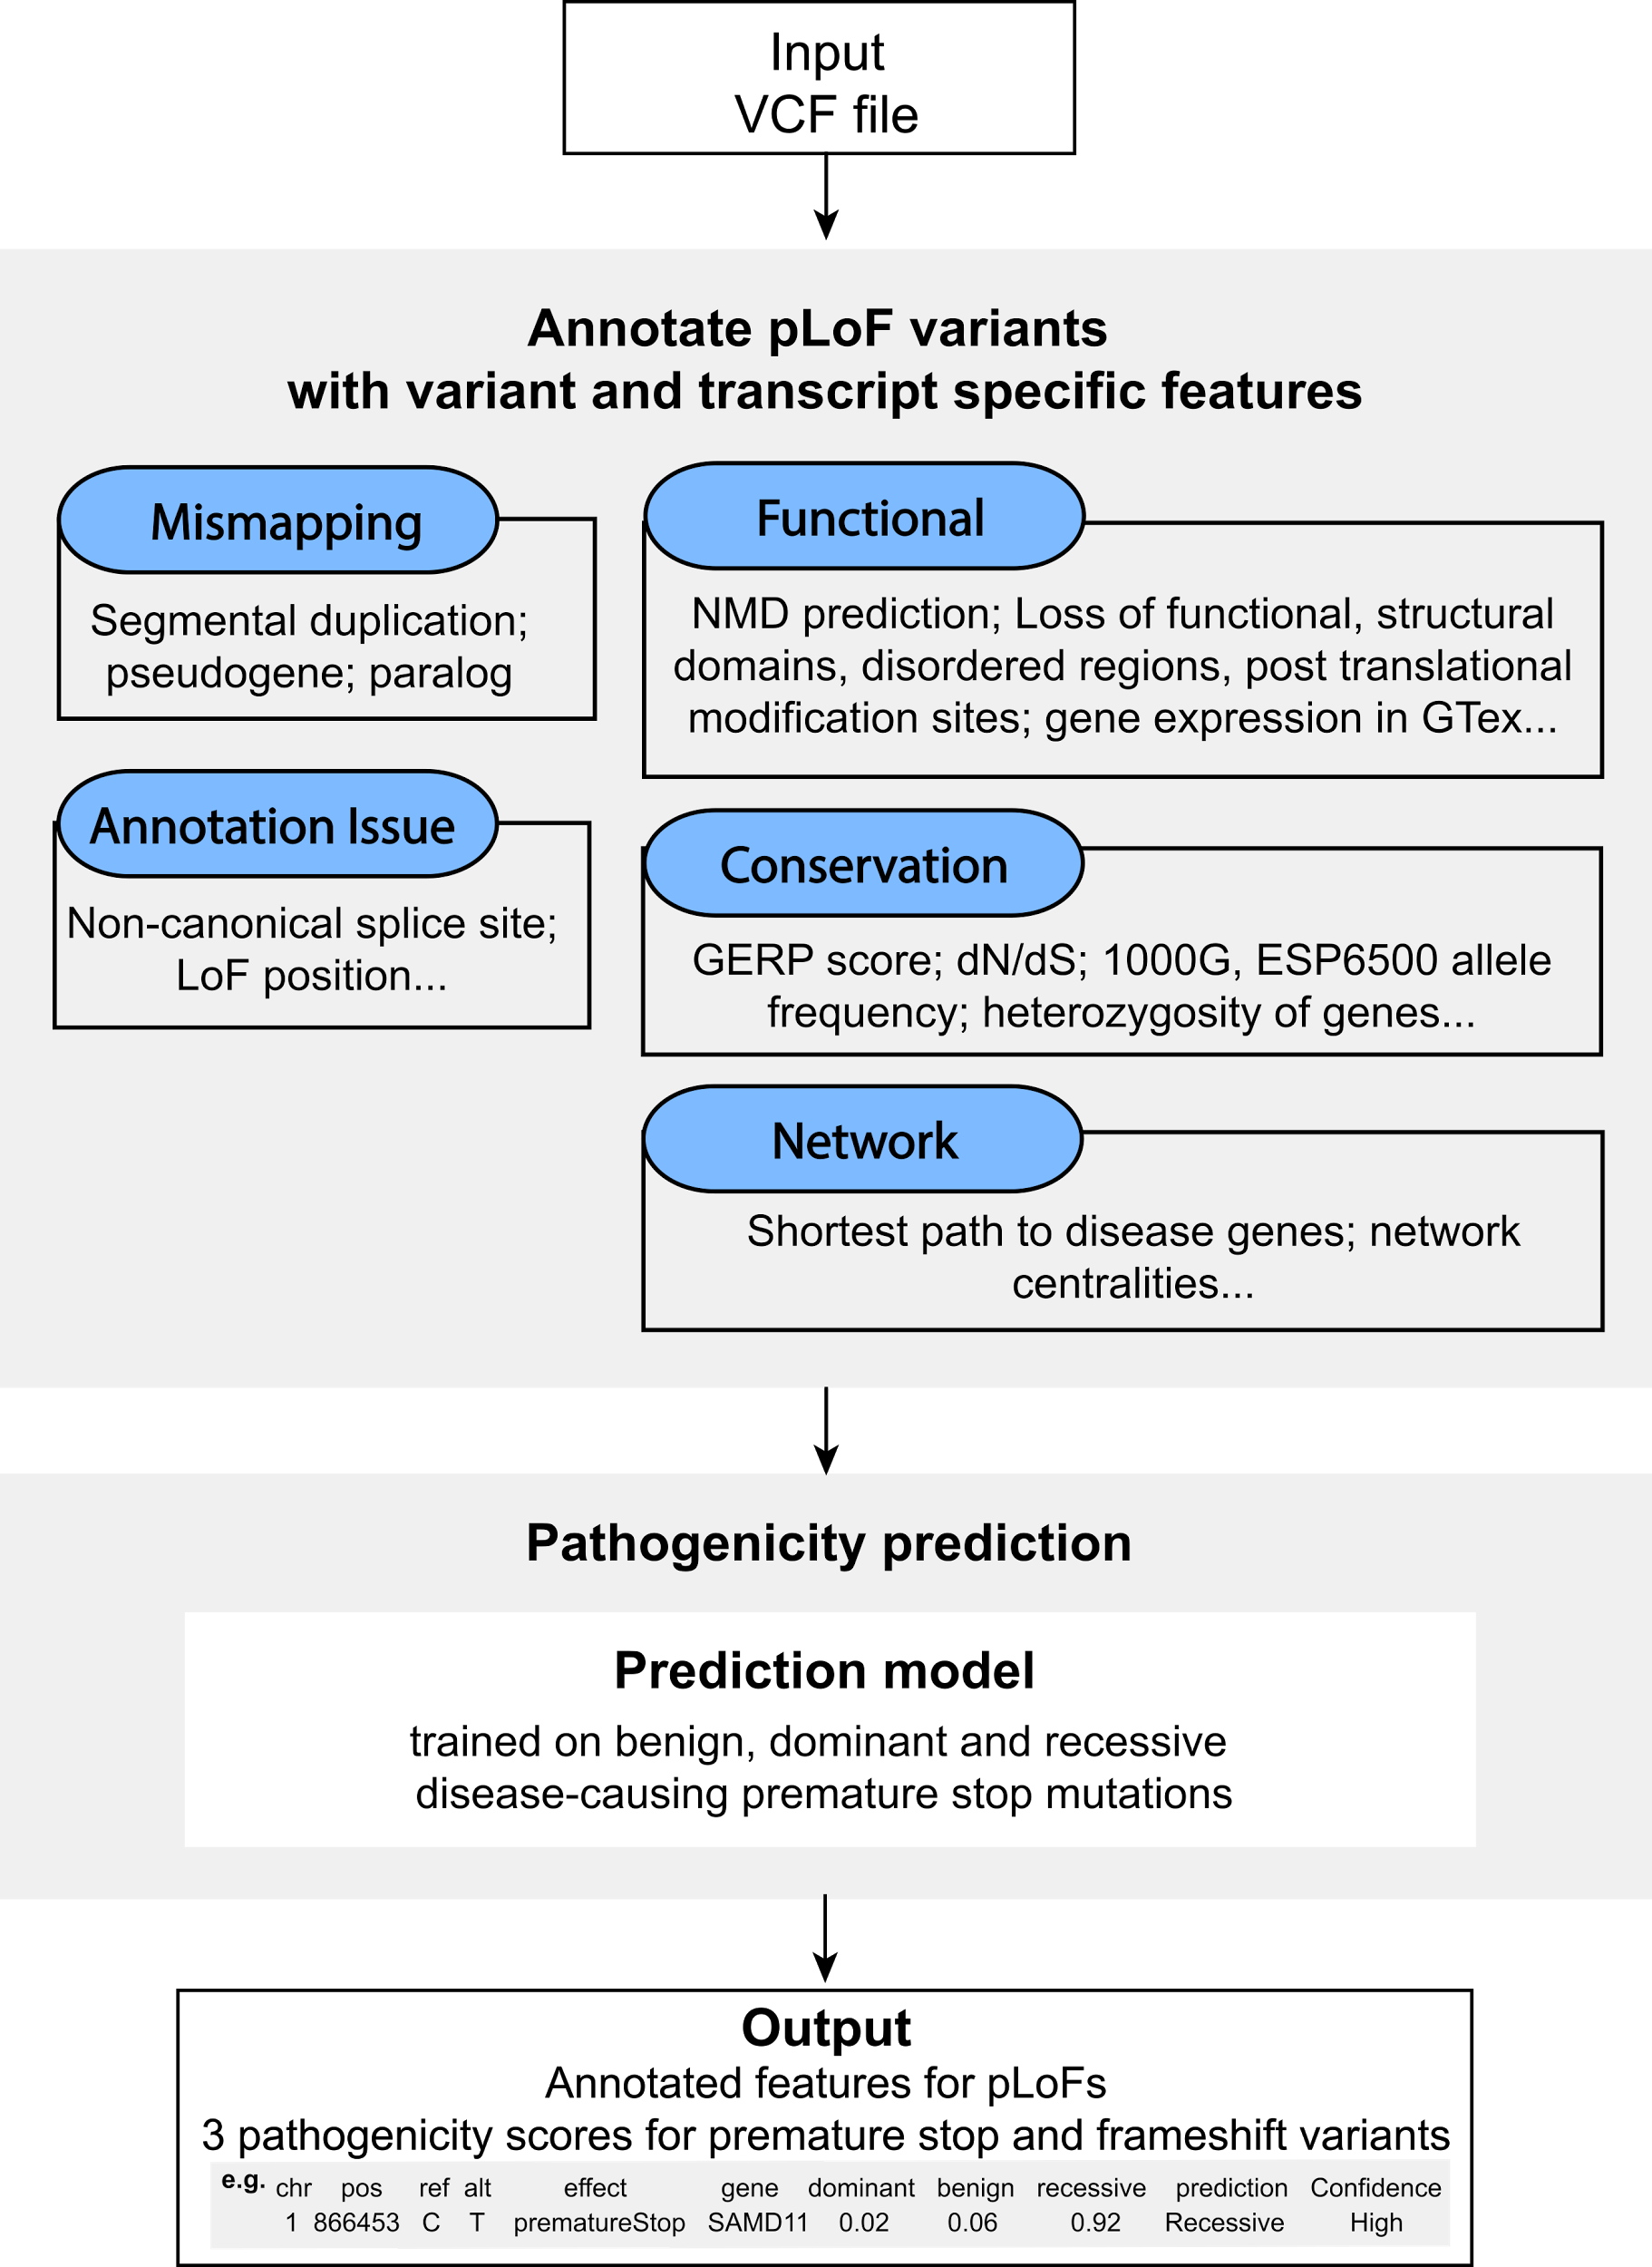 Input
VCF file
Annotate pLoF variants
with variant and transcript specific features
Mismapping
Segmental duplication;
pseudogene; paralog
Annotation Issue
Non-canonical splice site;
LoF position...
Functional
NMD prediction; Loss of functional, structural
domains, disordered regions, post translational
modification sites; gene expression in GTex...
Conservation
GERP score; dN/dS; 1000G, ESP6500 allele
frequency; heterozygosity of genes...
Network
Shortest path to disease genes; network
centralities...
Pathogenicity prediction
Prediction model
trained on benign, dominant and recessive
disease-causing premature stop mutations
Output
Annotated features for pLoFs
3 pathogenicity scores for premature stop and frameshift variants
e.g. chr pos ref alt effect gene dominant benign recessive prediction Confidence
1 866453 C T prematureStop SAMD11 0.02 0.06 0.92 Recessive High